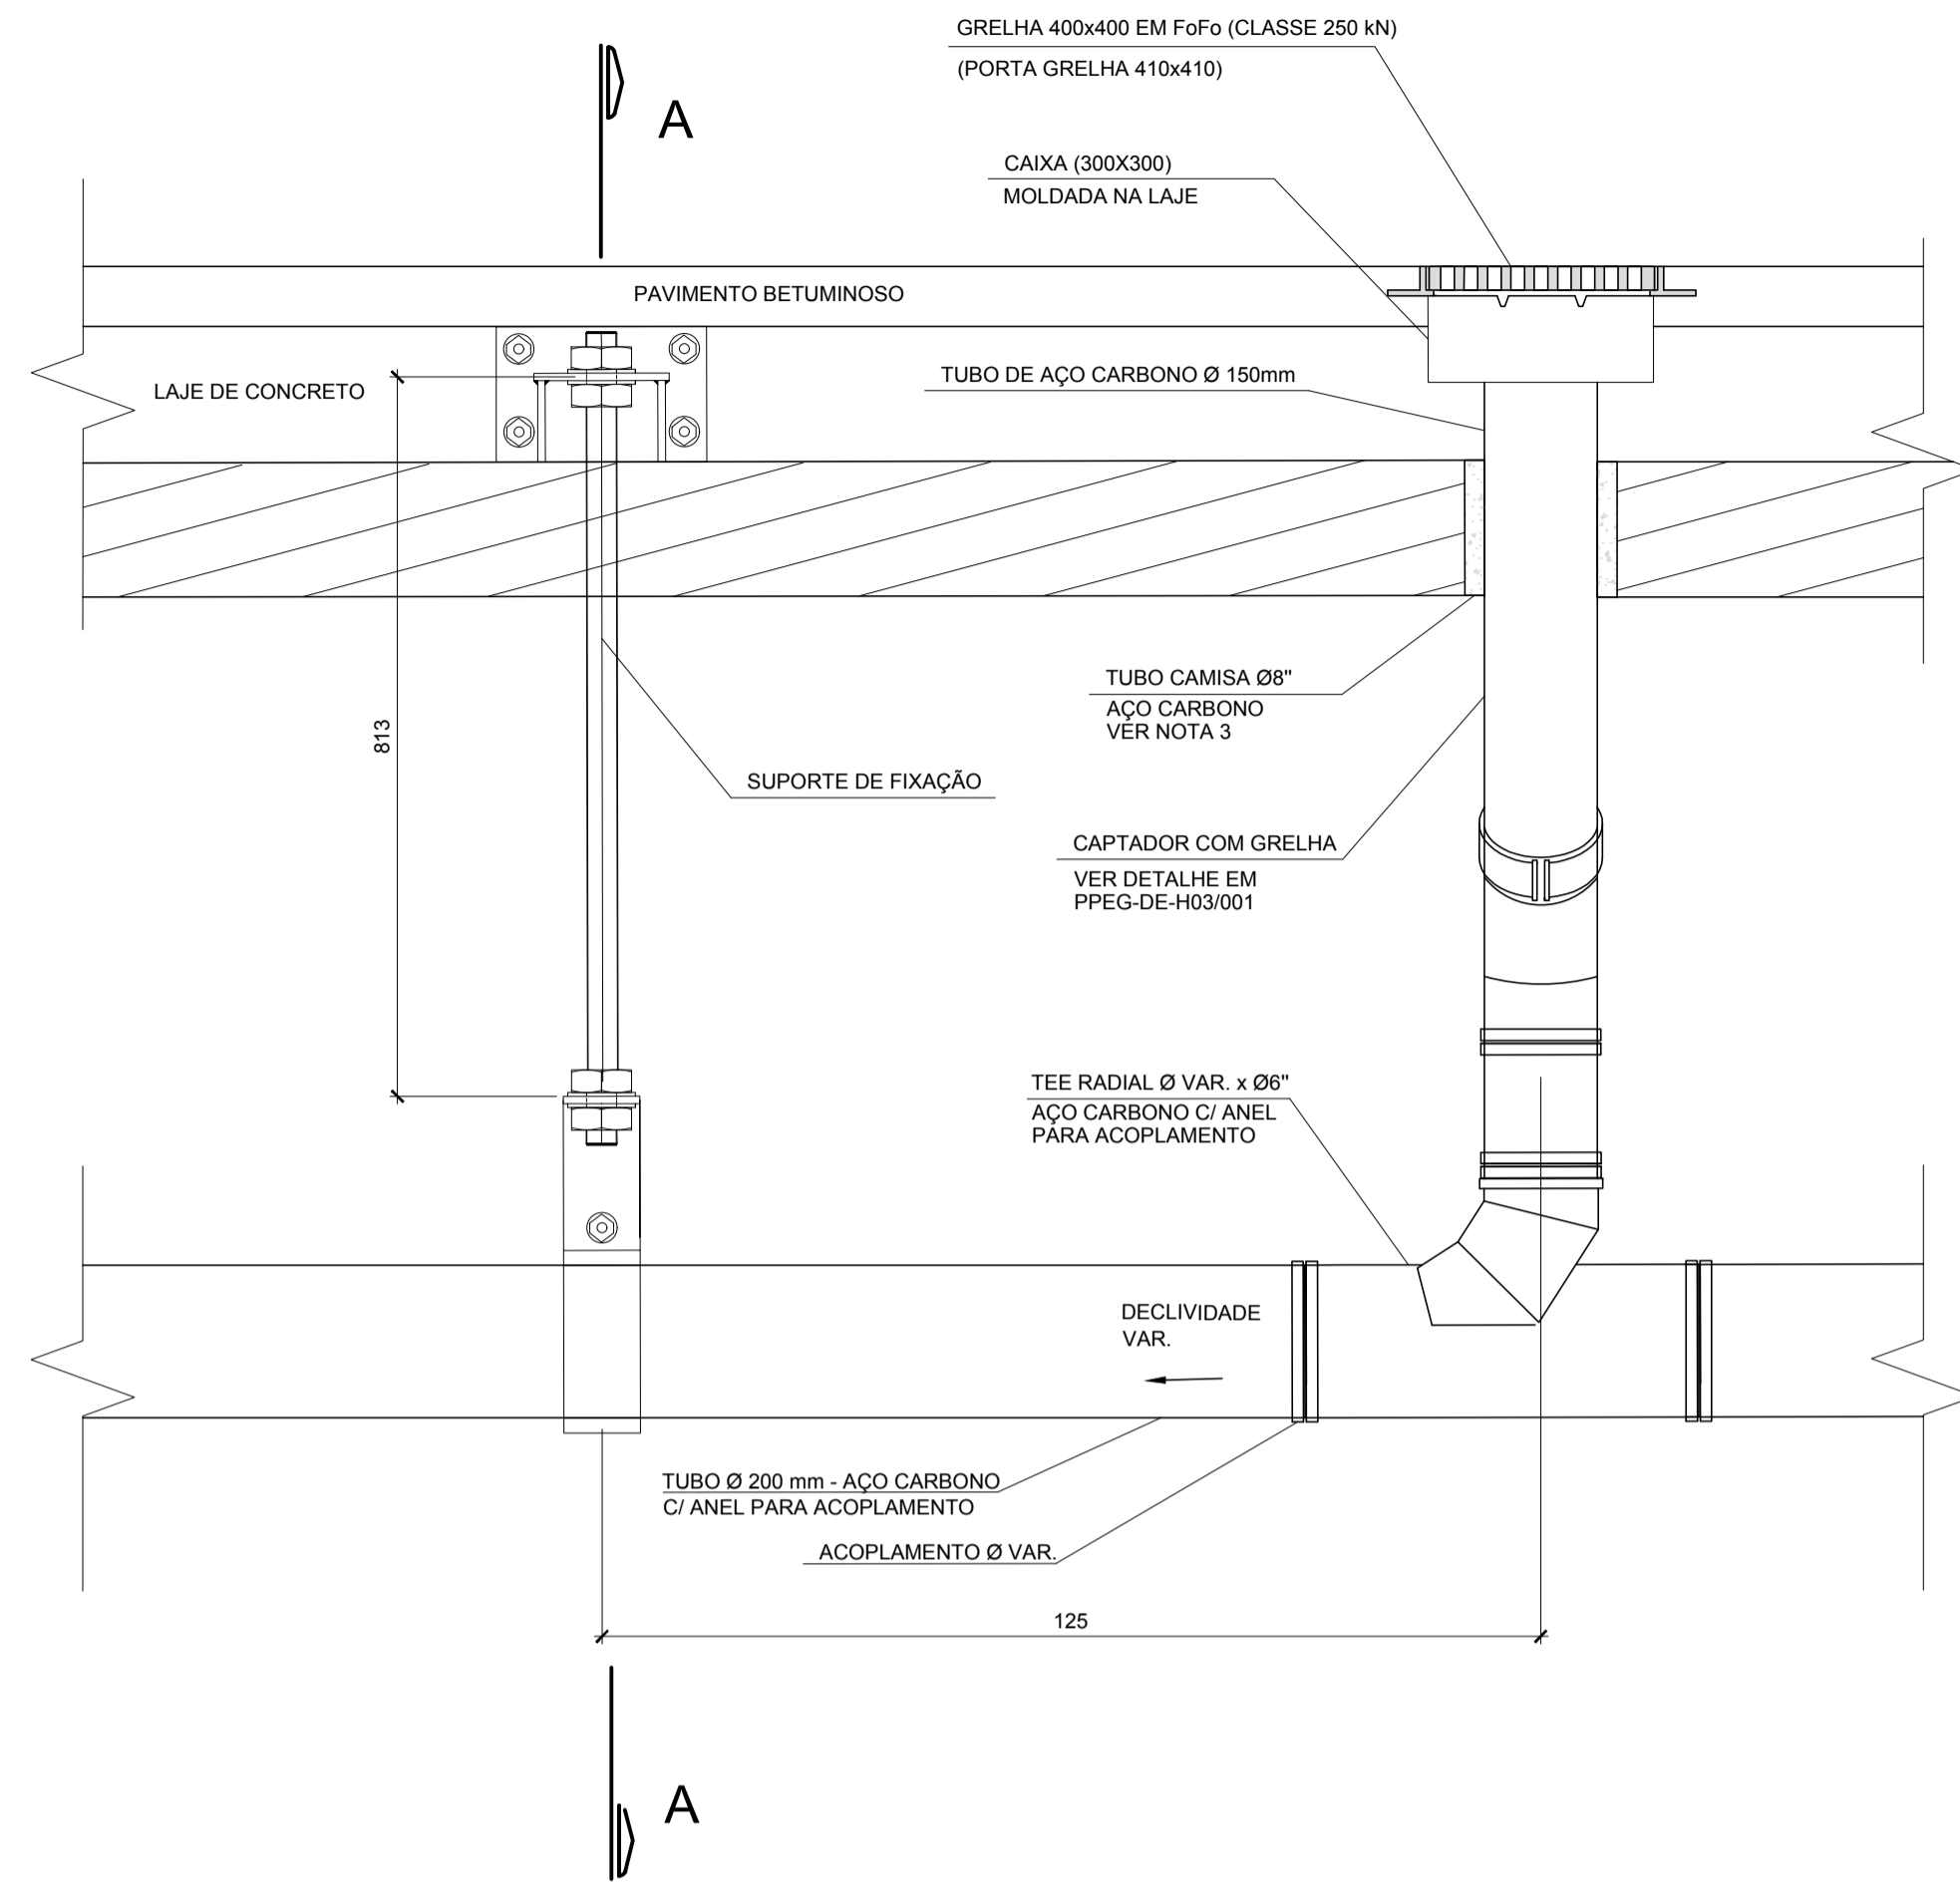 GRELHA 400x400 EM FoFo (CLASSE 250 kN)
(PORTA GRELHA 410x410)
A
CAIXA (300X300)
MOLDADA NA LAJE
PAVIMENTO BETUMINOSO
LAJE DE CONCRETO
TUBO DE AÇO CARBONO Ø 150mm
TUBO CAMISA Ø8"
AÇO CARBONO
VER NOTA 3
813
SUPORTE DE FIXAÇÃO
CAPTADOR COM GRELHA
VER DETALHE EM
PPEG-DE-H03/001
TEE RADIAL Ø VAR. x Ø6"
AÇO CARBONO C/ ANEL
PARA ACOPLAMENTO
DECLIVIDADE
VAR.
TUBO Ø 200 mm - AÇO CARBONO
C/ ANEL PARA ACOPLAMENTO
ACOPLAMENTO Ø VAR.
125
A